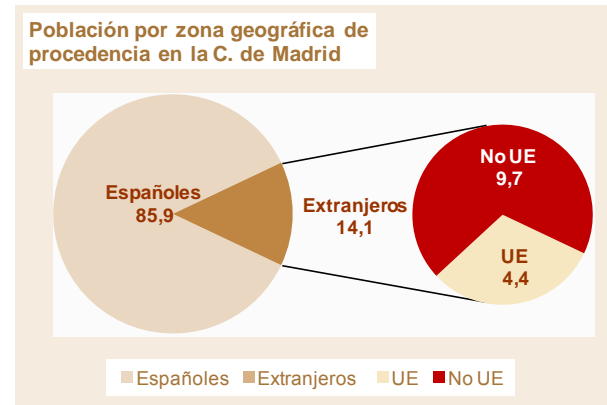 Población por zona geográfica de
procedencia en la C. de Madrid
Españoles
85,9
Extranjeros
14,1
No UE
9,7
UE
4,4
Españoles Extranjeros UE No UE